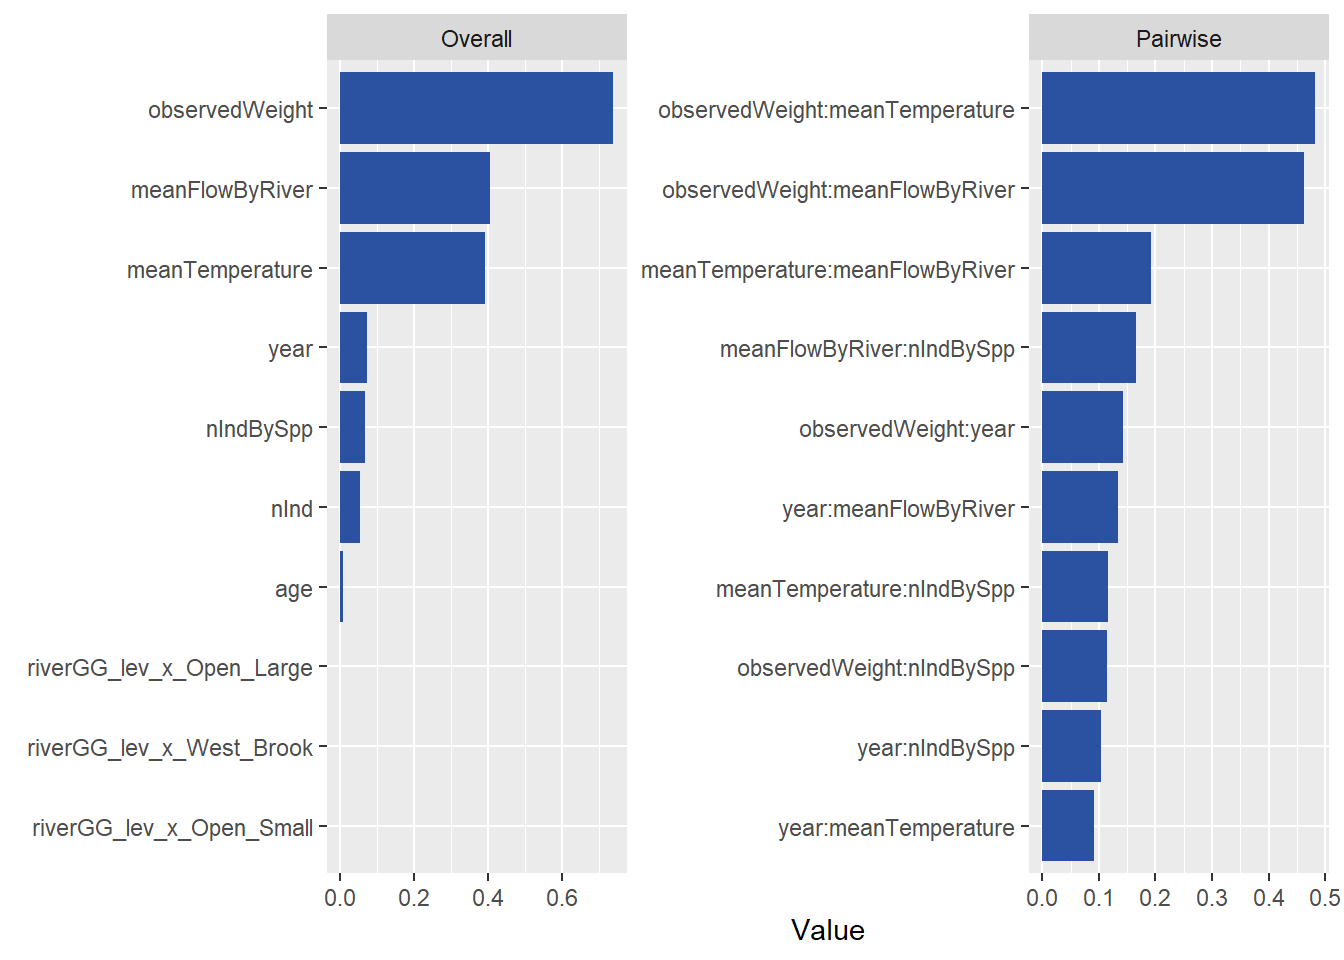 Overall
observedWeight
meanFlowByRiver
meanTemperature
year
nIndBySpp
nInd
age
riverGG_lev_x_Open_Large
riverGG_lev_x_West_Brook
riverGG_lev_x_Open_Small
0.0 0.2 0.4 0.6
Pairwise
observedWeight:meanTemperature
observedWeight:meanFlowByRiver
meanTemperature:meanFlowByRiver
meanFlowByRiver:nIndBySpp
observedWeight:year
year:meanFlowByRiver
meanTemperature:nIndBySpp
observedWeight:nIndBySpp
year:nIndBySpp
year:meanTemperature
0.0 0.1 0.2 0.3 0.4 0.5
Value